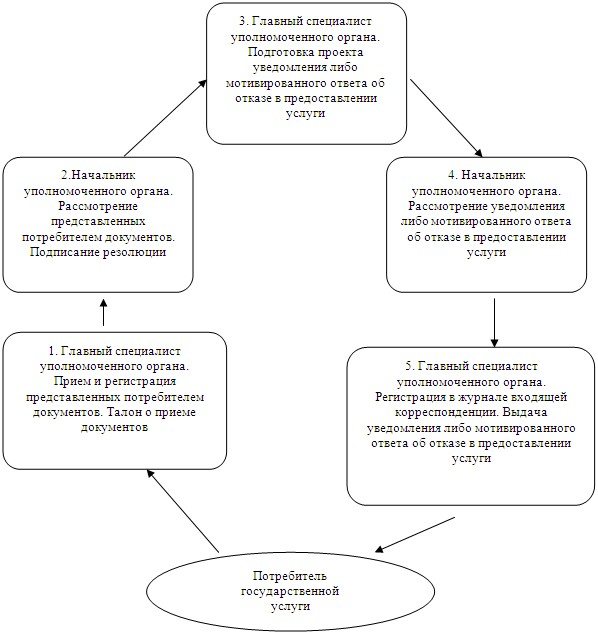 3. Главный специалист
уполномоченного органа.
Подготовка проекта
уведомления либо
мотивированного ответа об
отказе в предоставлении
услуги
2.Начальник
уполномоченного органа.
Рассмотрение
представленных
потребителем документов.
Подписание резолюции
4. Начальник
уполномоченного органа.
Рассмотрение уведомления
либо мотивированного ответа
об отказе в предоставлении
услуги
1. Главный специалист
уполномоченного органа.
Прием и регистрация
представленных потребителем
документов. Талон о приеме
документов
5. Главный специалист
уполномоченного органа.
Регистрация в журнале входящей
корреспонденции. Выдача
уведомления либо мотивированного
ответа об отказе в предоставлении
услуги
Потребитель
государственной
услуги